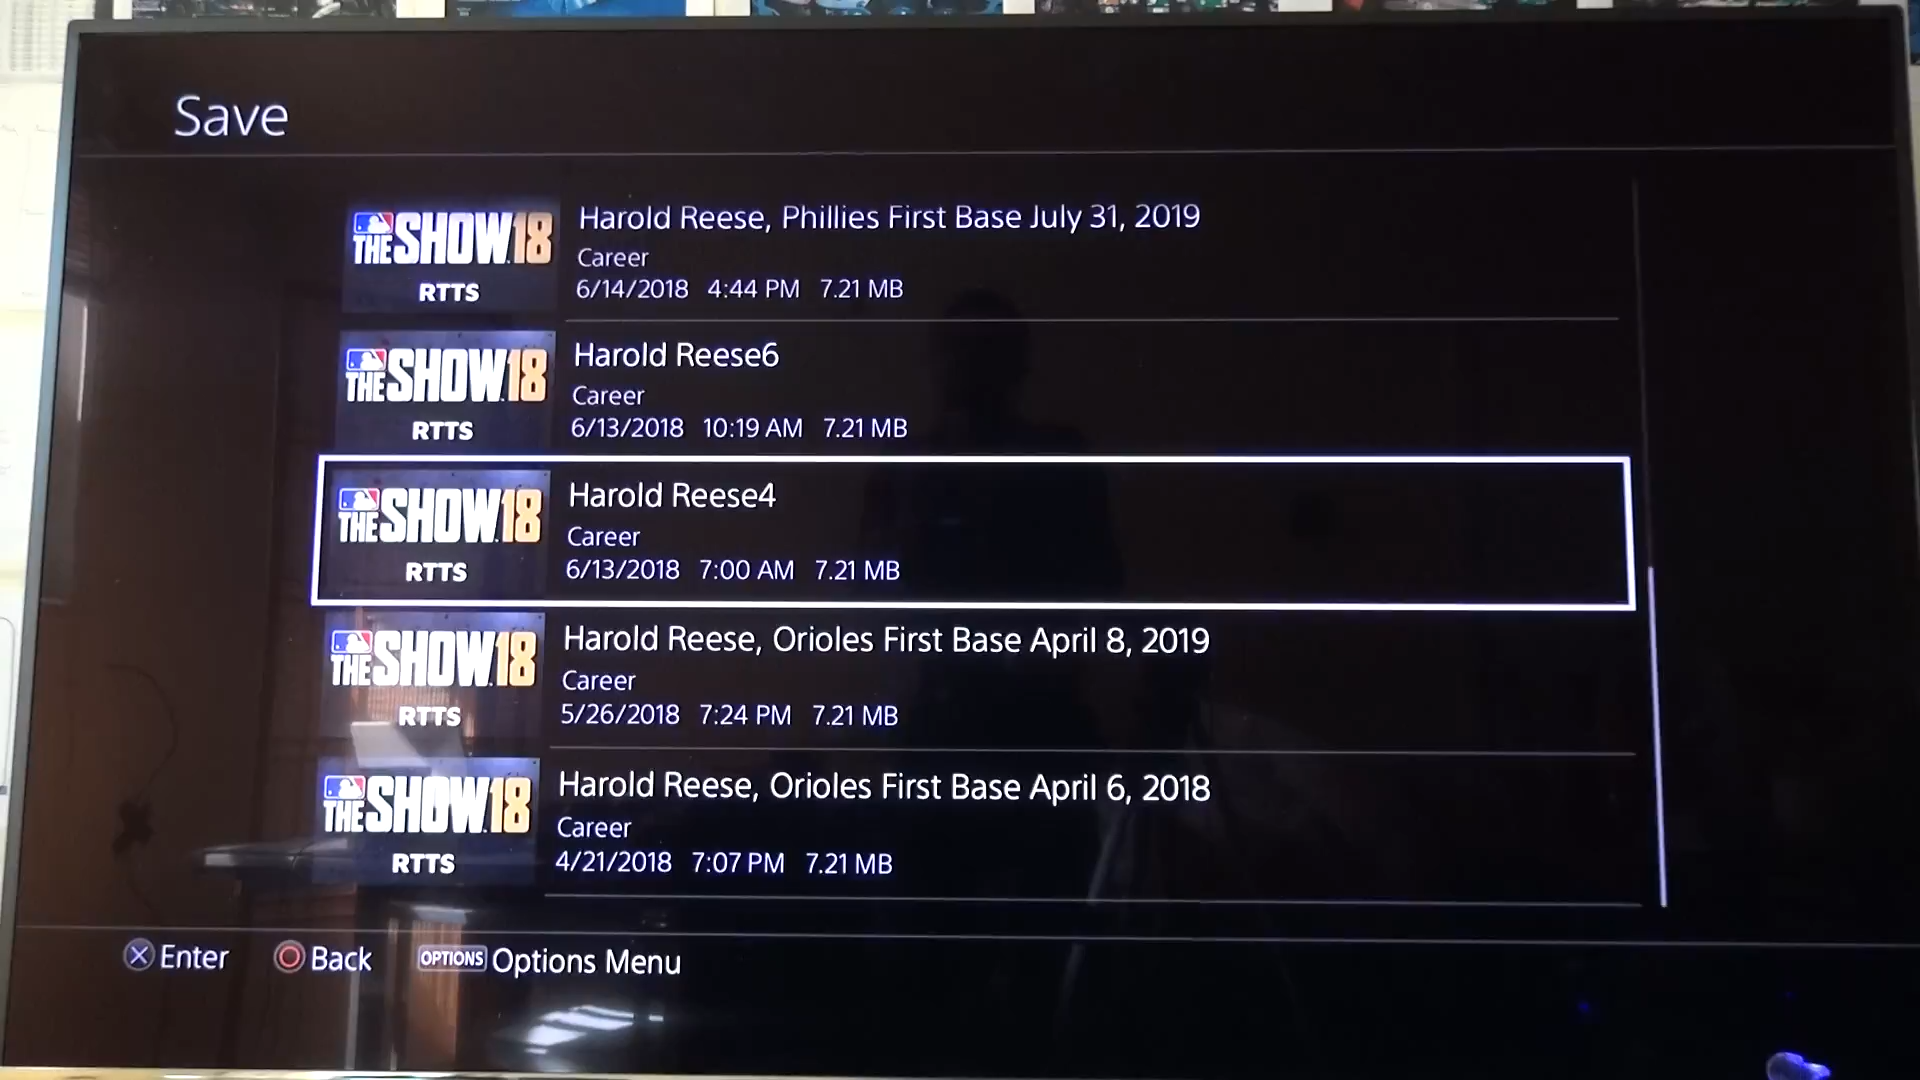 Save
THE SHOW.18
RTTS
Harold Reese, Phillies First Base July 31, 2019
Career
6/14/2018 4:44 PM 7.21 MB
THE SHOW.18
RTTS
Harold Reese6
Career
6/13/2018 10:19 AM 7.21 MB
THE SHOW.18
RTTS
Harold Reese4
Career
6/13/2018 7:00 AM 7.21 MB
THE SHOW.18
RTTS
Harold Reese, Orioles First Base April 8, 2019
Career
5/26/2018 7:24 PM 7.21 MB
THE SHOW.18
RTTS
Harold Reese, Orioles First Base April 6, 2018
Career
4/21/2018 7:07 PM 7.21 MB
Enter Back OPTIONS Options Menu